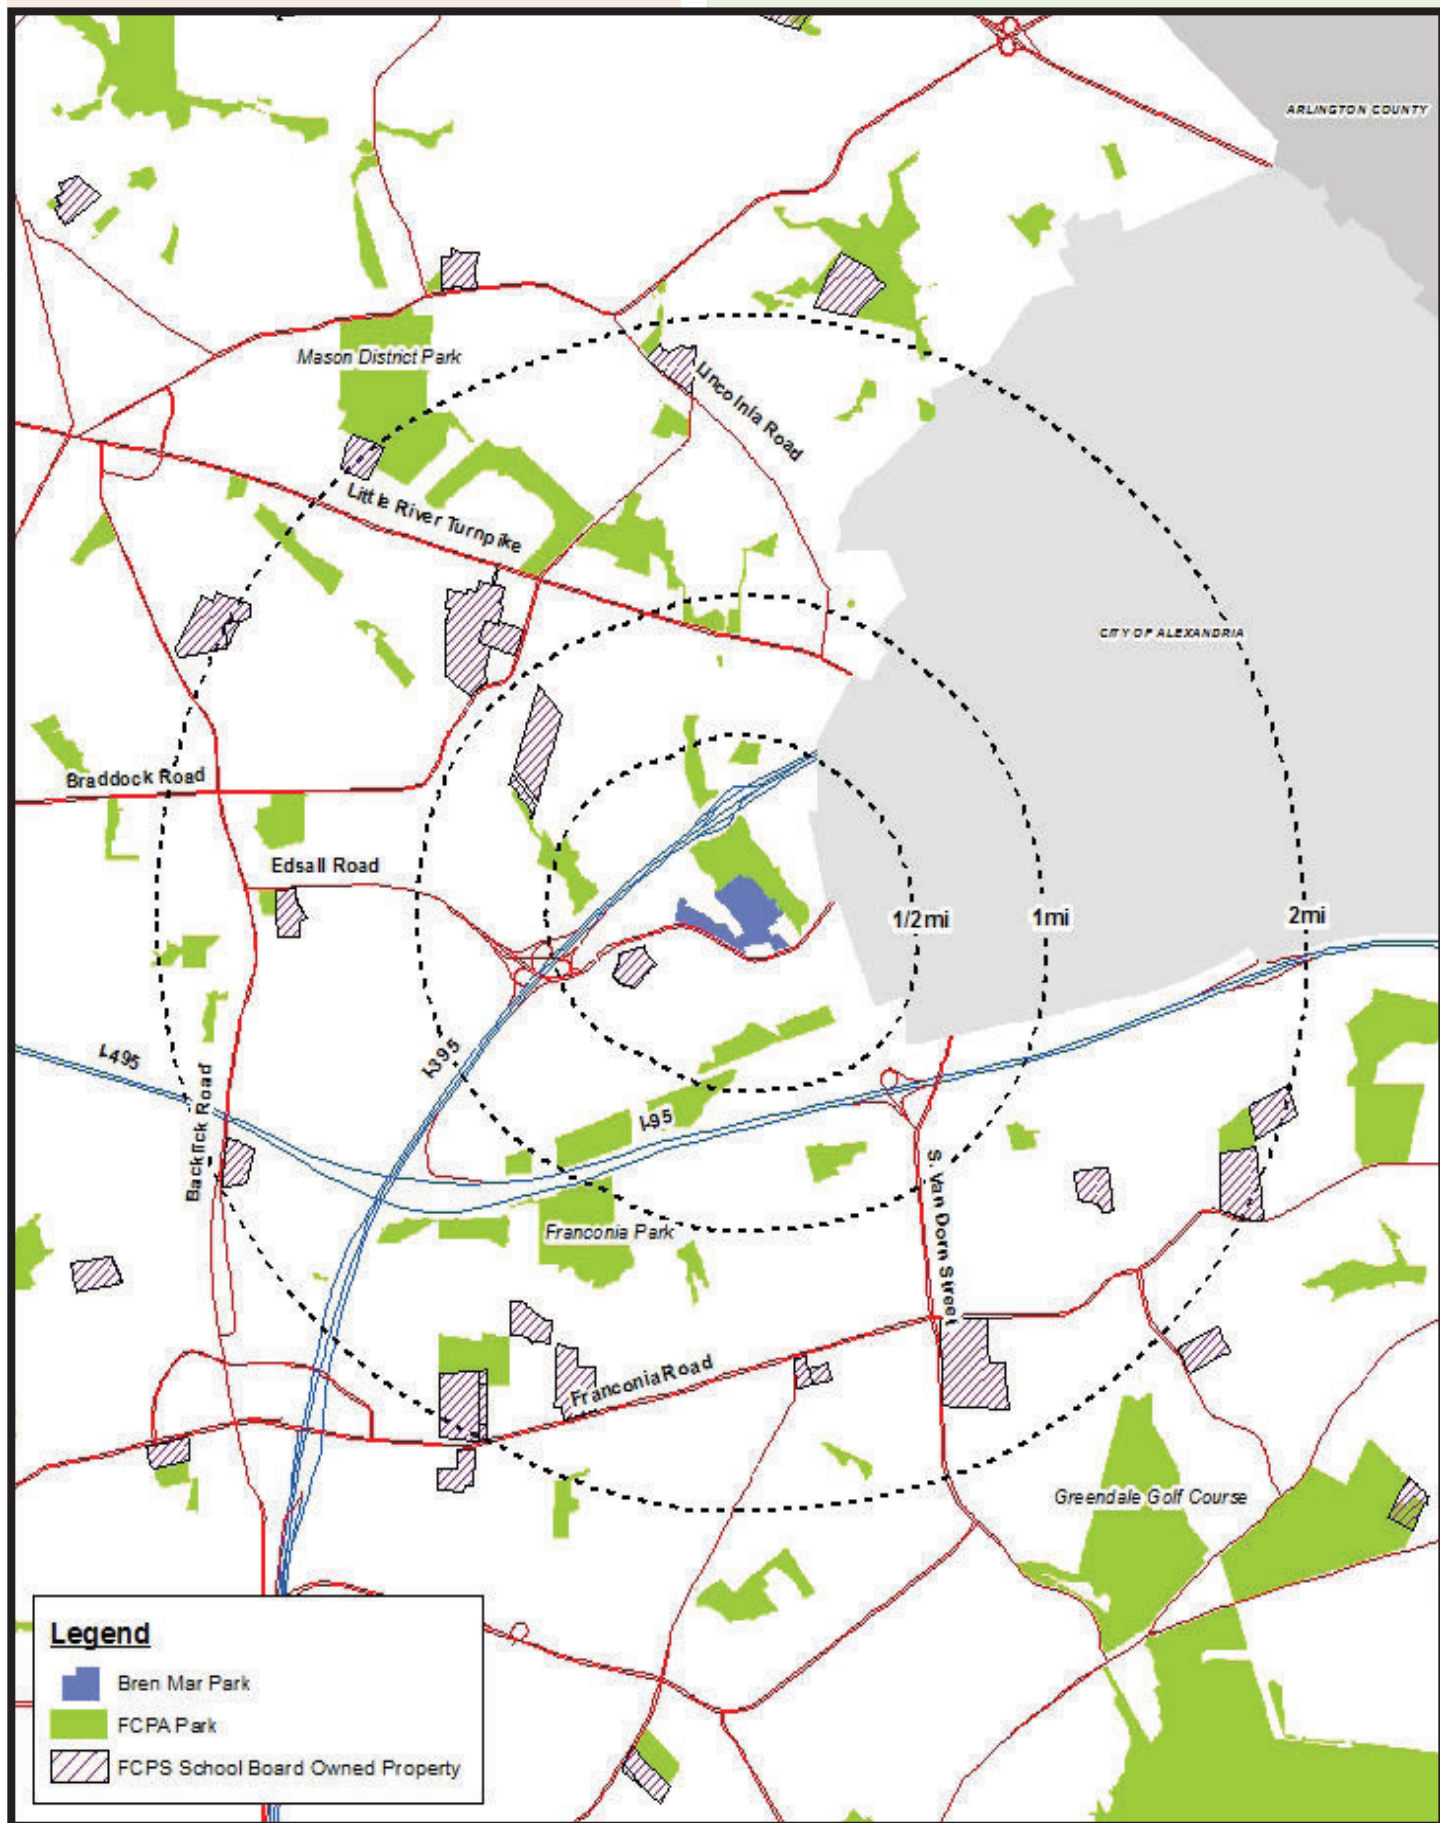 ARLINGTON COUNTY
Mason District Park
Linco lnia Road
Little River Turnpike
CITY OF ALEXANDRIA
Braddock Road
Edsall Road
1/2mi
1mi
2mi
I-495
I-395
Backlick Road
I-95
S. Van Dorn Street
Franconia Park
Franconia Road
Greendale Golf Course
Legend
Bren Mar Park
FCPA Park
FCPS School Board Owned Property